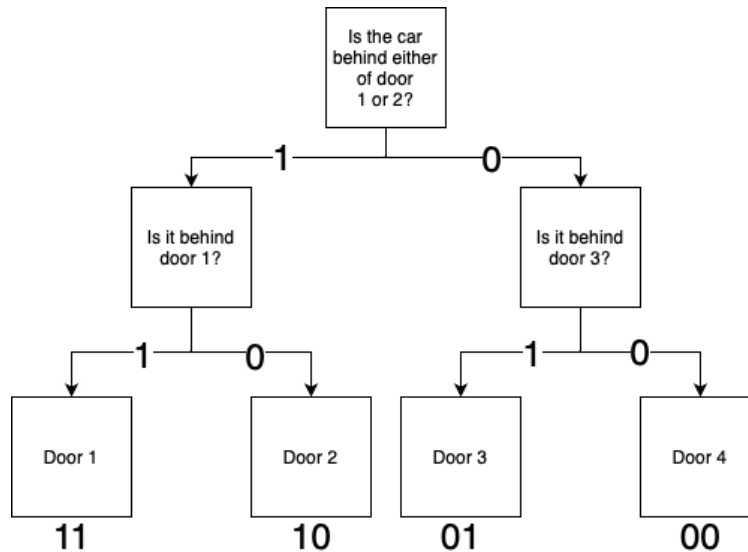 Is the car
behind either
of door
1 or 2?
1
0
Is it behind
door 1?
Is it behind
door 3?
1
0
1
0
Door 1
Door 2
Door 3
Door 4
11
10
01
00